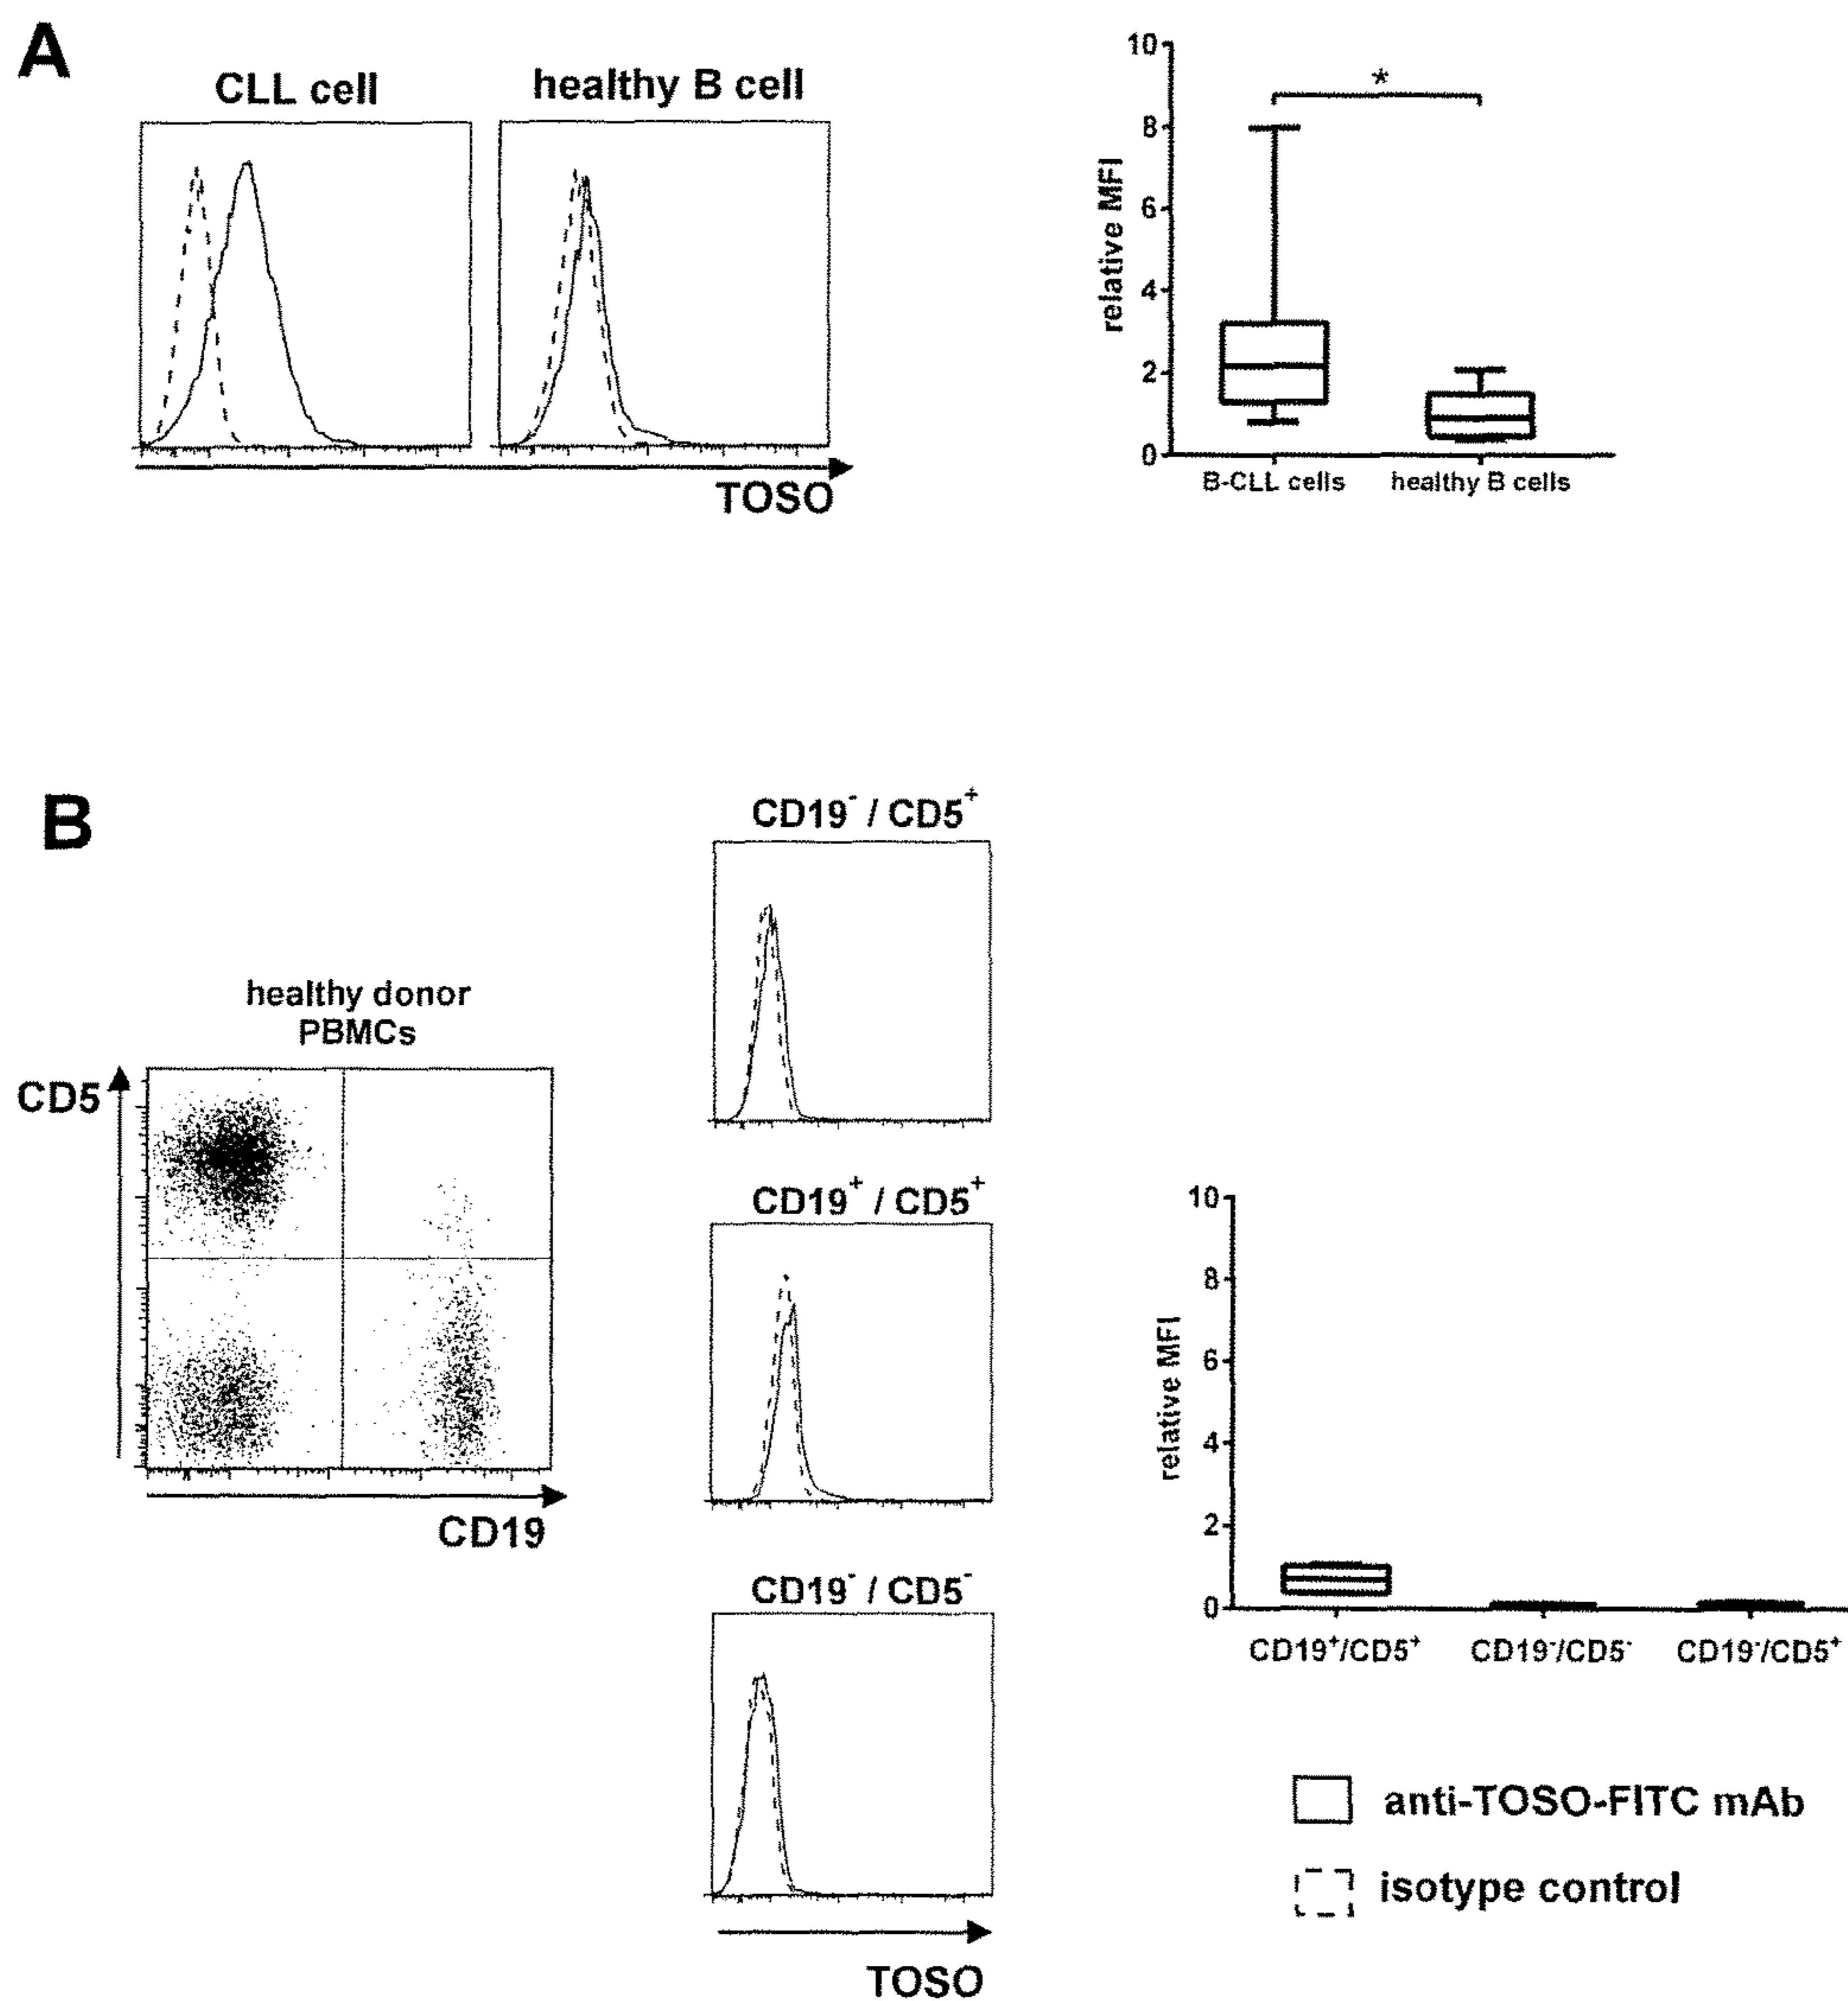 A
CLL cell
healthy B cell
TOSO
10
8
6
4
2
0
relative MFI
*
B-CLL cells
healthy B cells
B
healthy donor
PBMCs
CD5
CD19
CD19⁻ / CD5⁺
CD19⁺ / CD5⁺
CD19⁻ / CD5⁻
TOSO
10
8
6
4
2
0
relative MFI
CD19⁺/CD5⁺
CD19⁻/CD5⁻
CD19⁻/CD5⁺
anti-TOSO-FITC mAb
isotype control